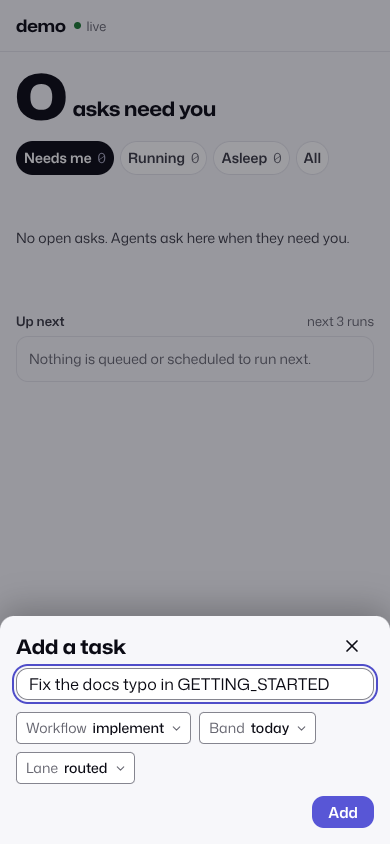 demo live
0 asks need you
Needs me 0 Running 0 Asleep 0 All
No open asks. Agents ask here when they need you.
Up next next 3 runs
Nothing is queued or scheduled to run next.
Add a task
Fix the docs typo in GETTING_STARTED
Workflow implement Band today
Lane routed
Add